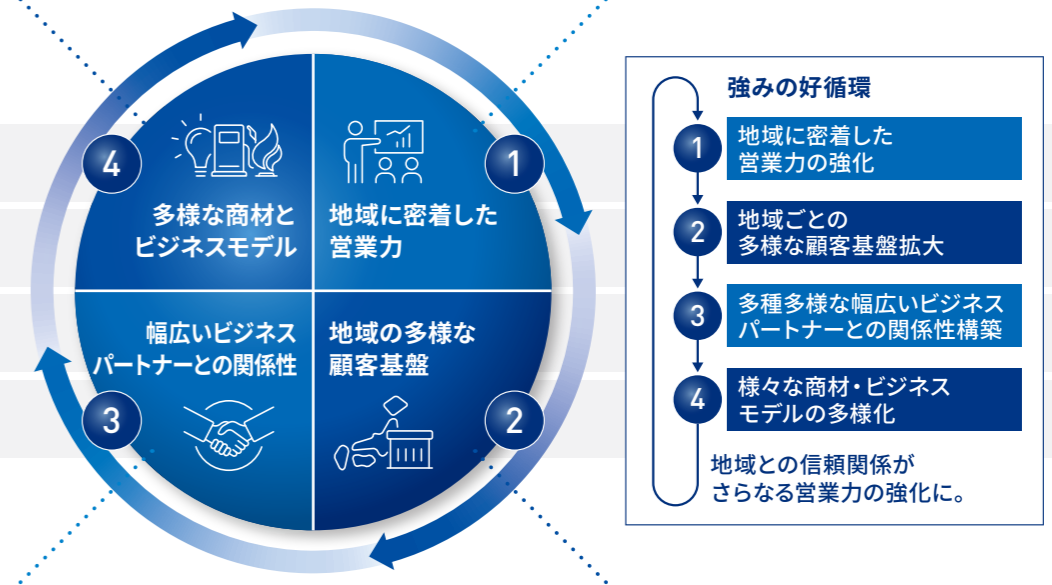 4
多様な商材と
ビジネスモデル
1
地域に密着した
営業力
3
幅広いビジネス
パートナーとの関係性
2
地域の多様な
顧客基盤
強みの好循環
1
地域に密着した
営業力の強化
2
地域ごとの
多様な顧客基盤拡大
3
多種多様な幅広いビジネス
パートナーとの関係性構築
4
様々な商材・ビジネス
モデルの多様化
地域との信頼関係が
さらなる営業力の強化に。